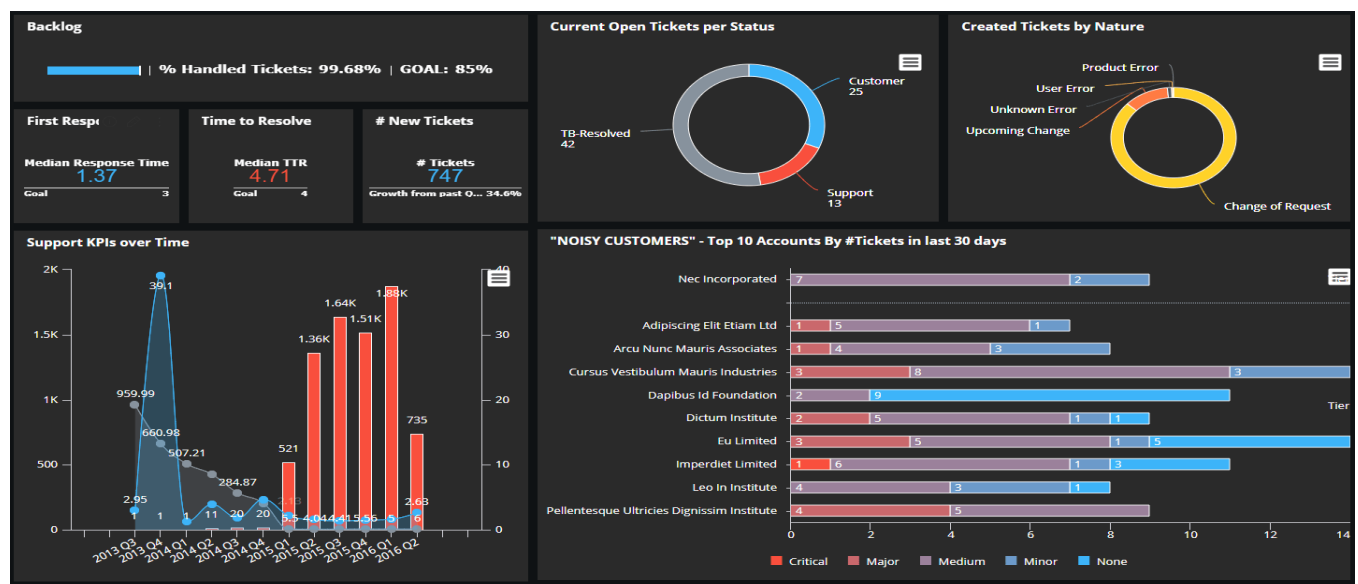 Backlog
| % Handled Tickets: 99.68% | GOAL: 85%
First Resp
Median Response Time
1.37
Goal 3
Time to Resolve
Median TTR
4.71
Goal 4
# New Tickets
# Tickets
747
Growth from past Q... 34.6%
Current Open Tickets per Status
Customer
25
TB-Resolved
42
Support
13
Created Tickets by Nature
Product Error
User Error
Unknown Error
Upcoming Change
Change of Request
Support KPIs over Time
2K 40
39.1
1.88K
1.64K
1.51K
1.5K 30
1.36K
959.99
1K 20
735
660.98
507.21
521
500 10
284.87
2.13
2.95 2.63
1 1 1 11 20 20 5.5 4.04 4.41 5.56 5 6
0 0
2013 Q3 2013 Q4 2014 Q1 2014 Q2 2014 Q3 2014 Q4 2015 Q1 2015 Q2 2015 Q3 2015 Q4 2016 Q1 2016 Q2
"NOISY CUSTOMERS" - Top 10 Accounts By #Tickets in last 30 days
Nec Incorporated 7 2
Adipiscing Elit Etiam Ltd 1 5 1
Arcu Nunc Mauris Associates 1 4 3
Cursus Vestibulum Mauris Industries 3 8 3
Dapibus Id Foundation 2 9
Tier
Dictum Institute 2 5 1 1
Eu Limited 3 5 1 5
Imperdiet Limited 1 6 1 3
Leo In Institute 4 3 1
Pellentesque Ultricies Dignissim Institute 4 5
0 2 4 6 8 10 12 14
Critical Major Medium Minor None